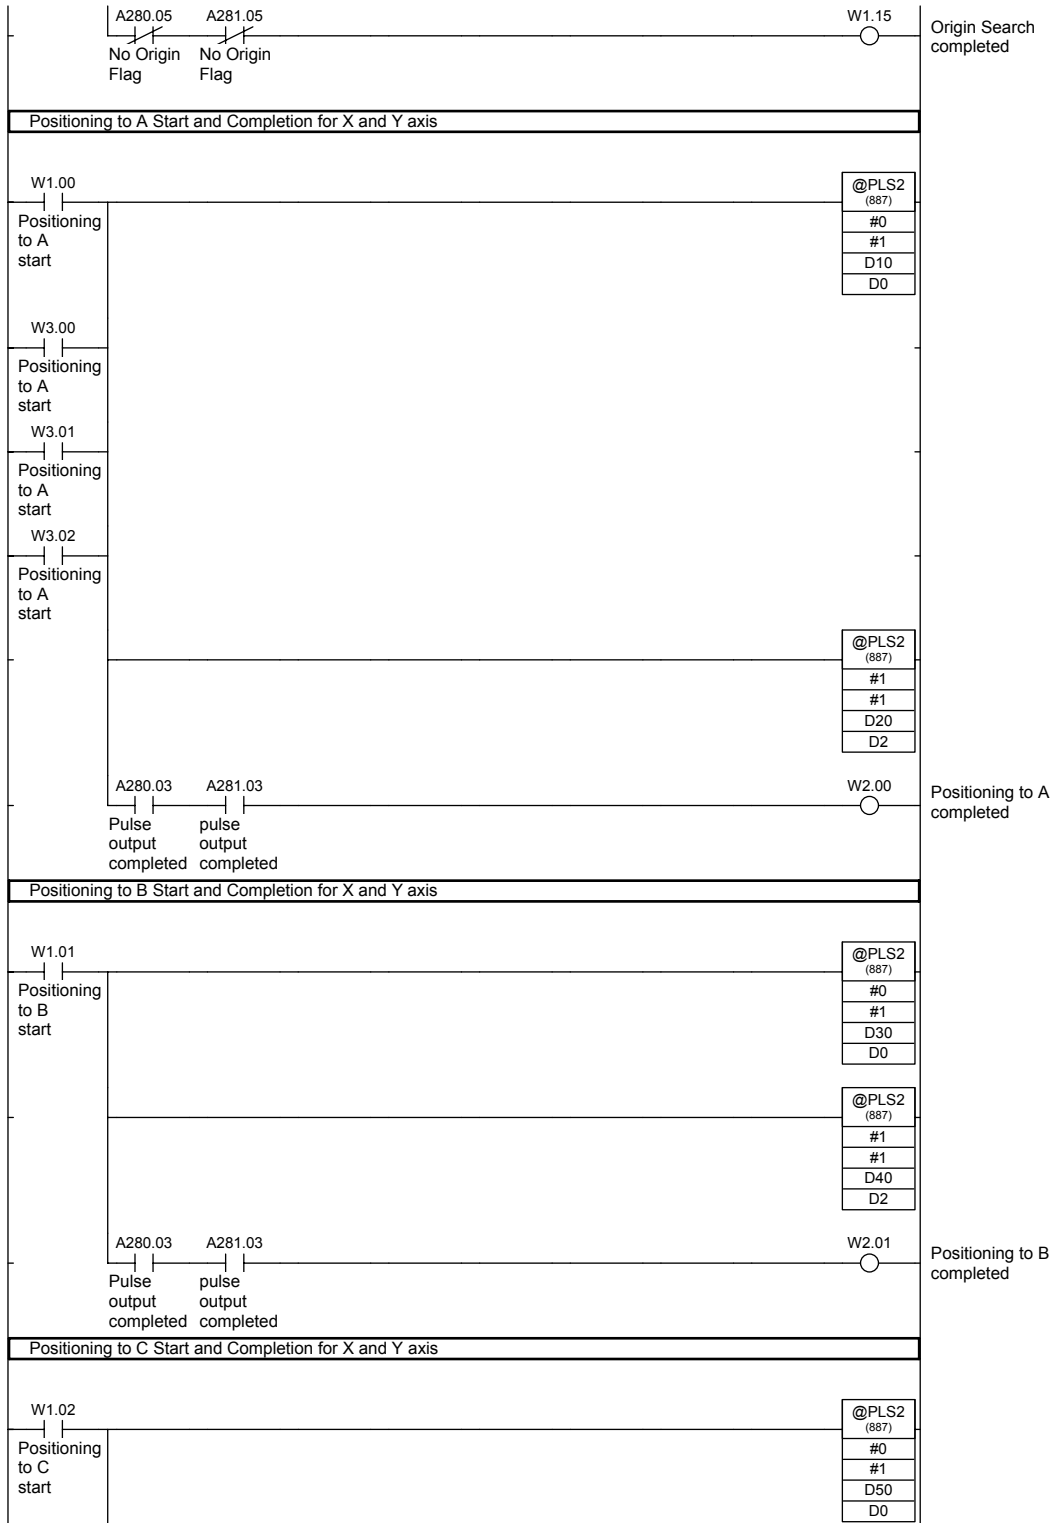 A280.05 A281.05 W1.15
No Origin Flag No Origin Flag
Origin Search completed
Positioning to A Start and Completion for X and Y axis
W1.00
Positioning
to A
start
@PLS2
(887)
#0
#1
D10
D0
W3.00
Positioning
to A
start
W3.01
Positioning
to A
start
W3.02
Positioning
to A
start
@PLS2
(887)
#1
#1
D20
D2
A280.03 A281.03 W2.00
Pulse output completed pulse output completed
Positioning to A completed
Positioning to B Start and Completion for X and Y axis
W1.01
Positioning
to B
start
@PLS2
(887)
#0
#1
D30
D0
@PLS2
(887)
#1
#1
D40
D2
A280.03 A281.03 W2.01
Pulse output completed pulse output completed
Positioning to B completed
Positioning to C Start and Completion for X and Y axis
W1.02
Positioning
to C
start
@PLS2
(887)
#0
#1
D50
D0